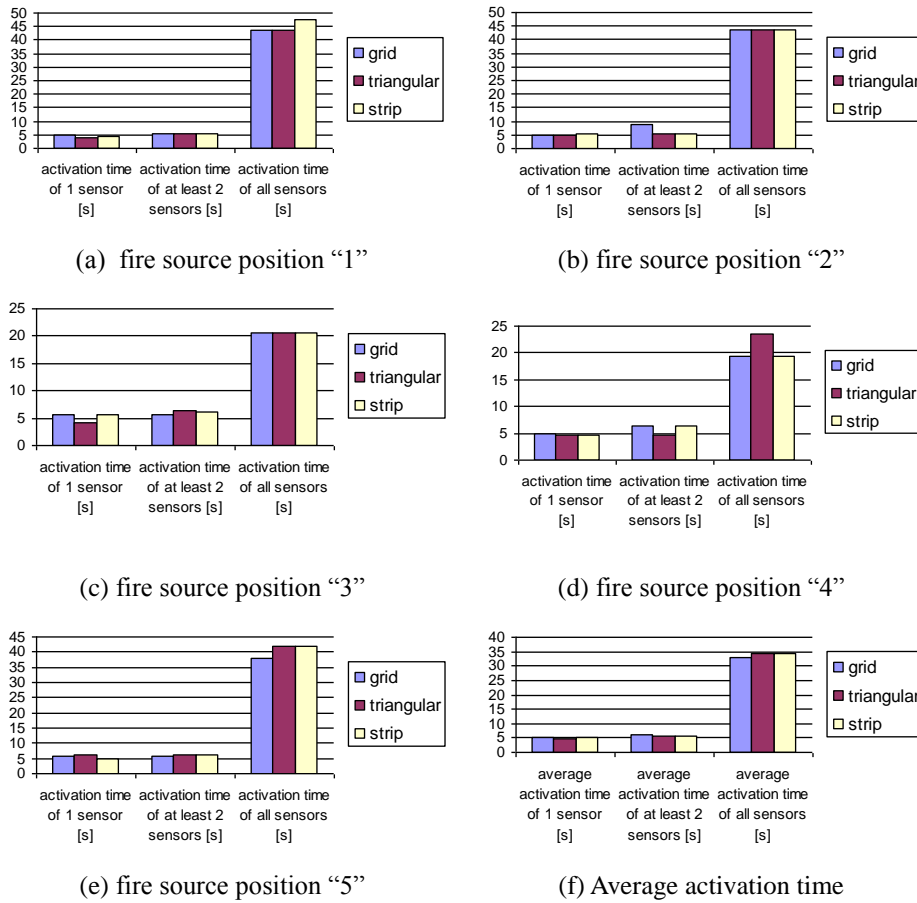 50
45
40
35
30
25
20
15
10
5
0
activation time of 1 sensor [s]
activation time of at least 2 sensors [s]
activation time of all sensors [s]
grid
triangular
strip
(a) fire source position “1”
50
45
40
35
30
25
20
15
10
5
0
activation time of 1 sensor [s]
activation time of at least 2 sensors [s]
activation time of all sensors [s]
grid
triangular
strip
(b) fire source position “2”
25
20
15
10
5
0
activation time of 1 sensor [s]
activation time of at least 2 sensors [s]
activation time of all sensors [s]
grid
triangular
strip
(c) fire source position “3”
25
20
15
10
5
0
activation time of 1 sensor [s]
activation time of at least 2 sensors [s]
activation time of all sensors [s]
grid
triangular
strip
(d) fire source position “4”
45
40
35
30
25
20
15
10
5
0
activation time of 1 sensor [s]
activation time of at least 2 sensors [s]
activation time of all sensors [s]
grid
triangular
strip
(e) fire source position “5”
40
35
30
25
20
15
10
5
0
average activation time of 1 sensor [s]
average activation time of at least 2 sensors [s]
average activation time of all sensors [s]
grid
triangular
strip
(f) Average activation time